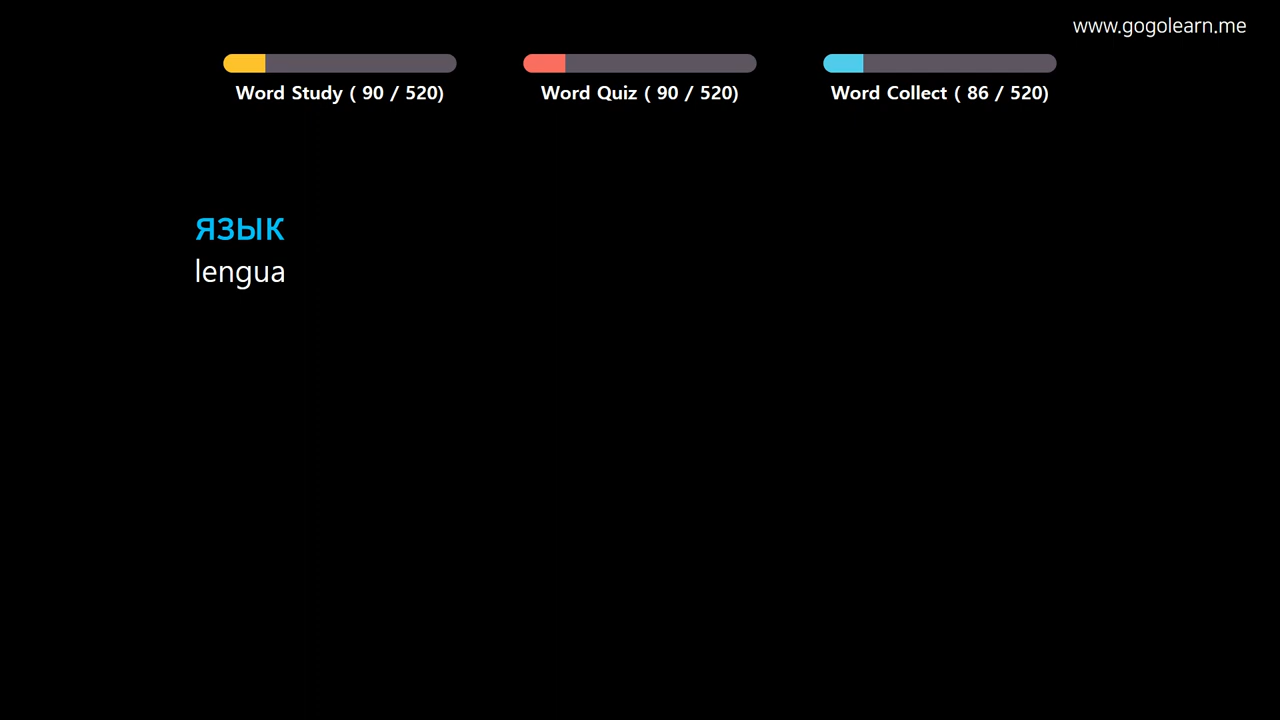 www.gogolearn.me
Word Study ( 90 / 520)
Word Quiz ( 90 / 520)
Word Collect ( 86 / 520)
язык
lengua